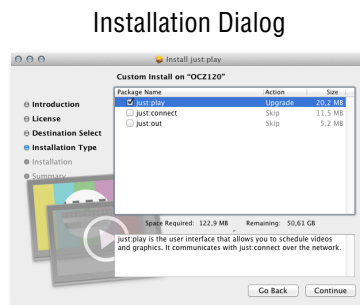 Installation Dialog
Install just:play
Custom Install on "OCZ120"
Package Name Action Size
just:play Upgrade 20,2 MB
just:connect Skip 11,5 MB
just:out Skip 5,2 MB
Introduction
License
Destination Select
Installation Type
Installation
Summary
Space Required: 122,9 MB Remaining: 50,61 GB
just:play is the user interface that allows you to schedule videos
and graphics. It communicates with just:connect over the network.
Go Back Continue